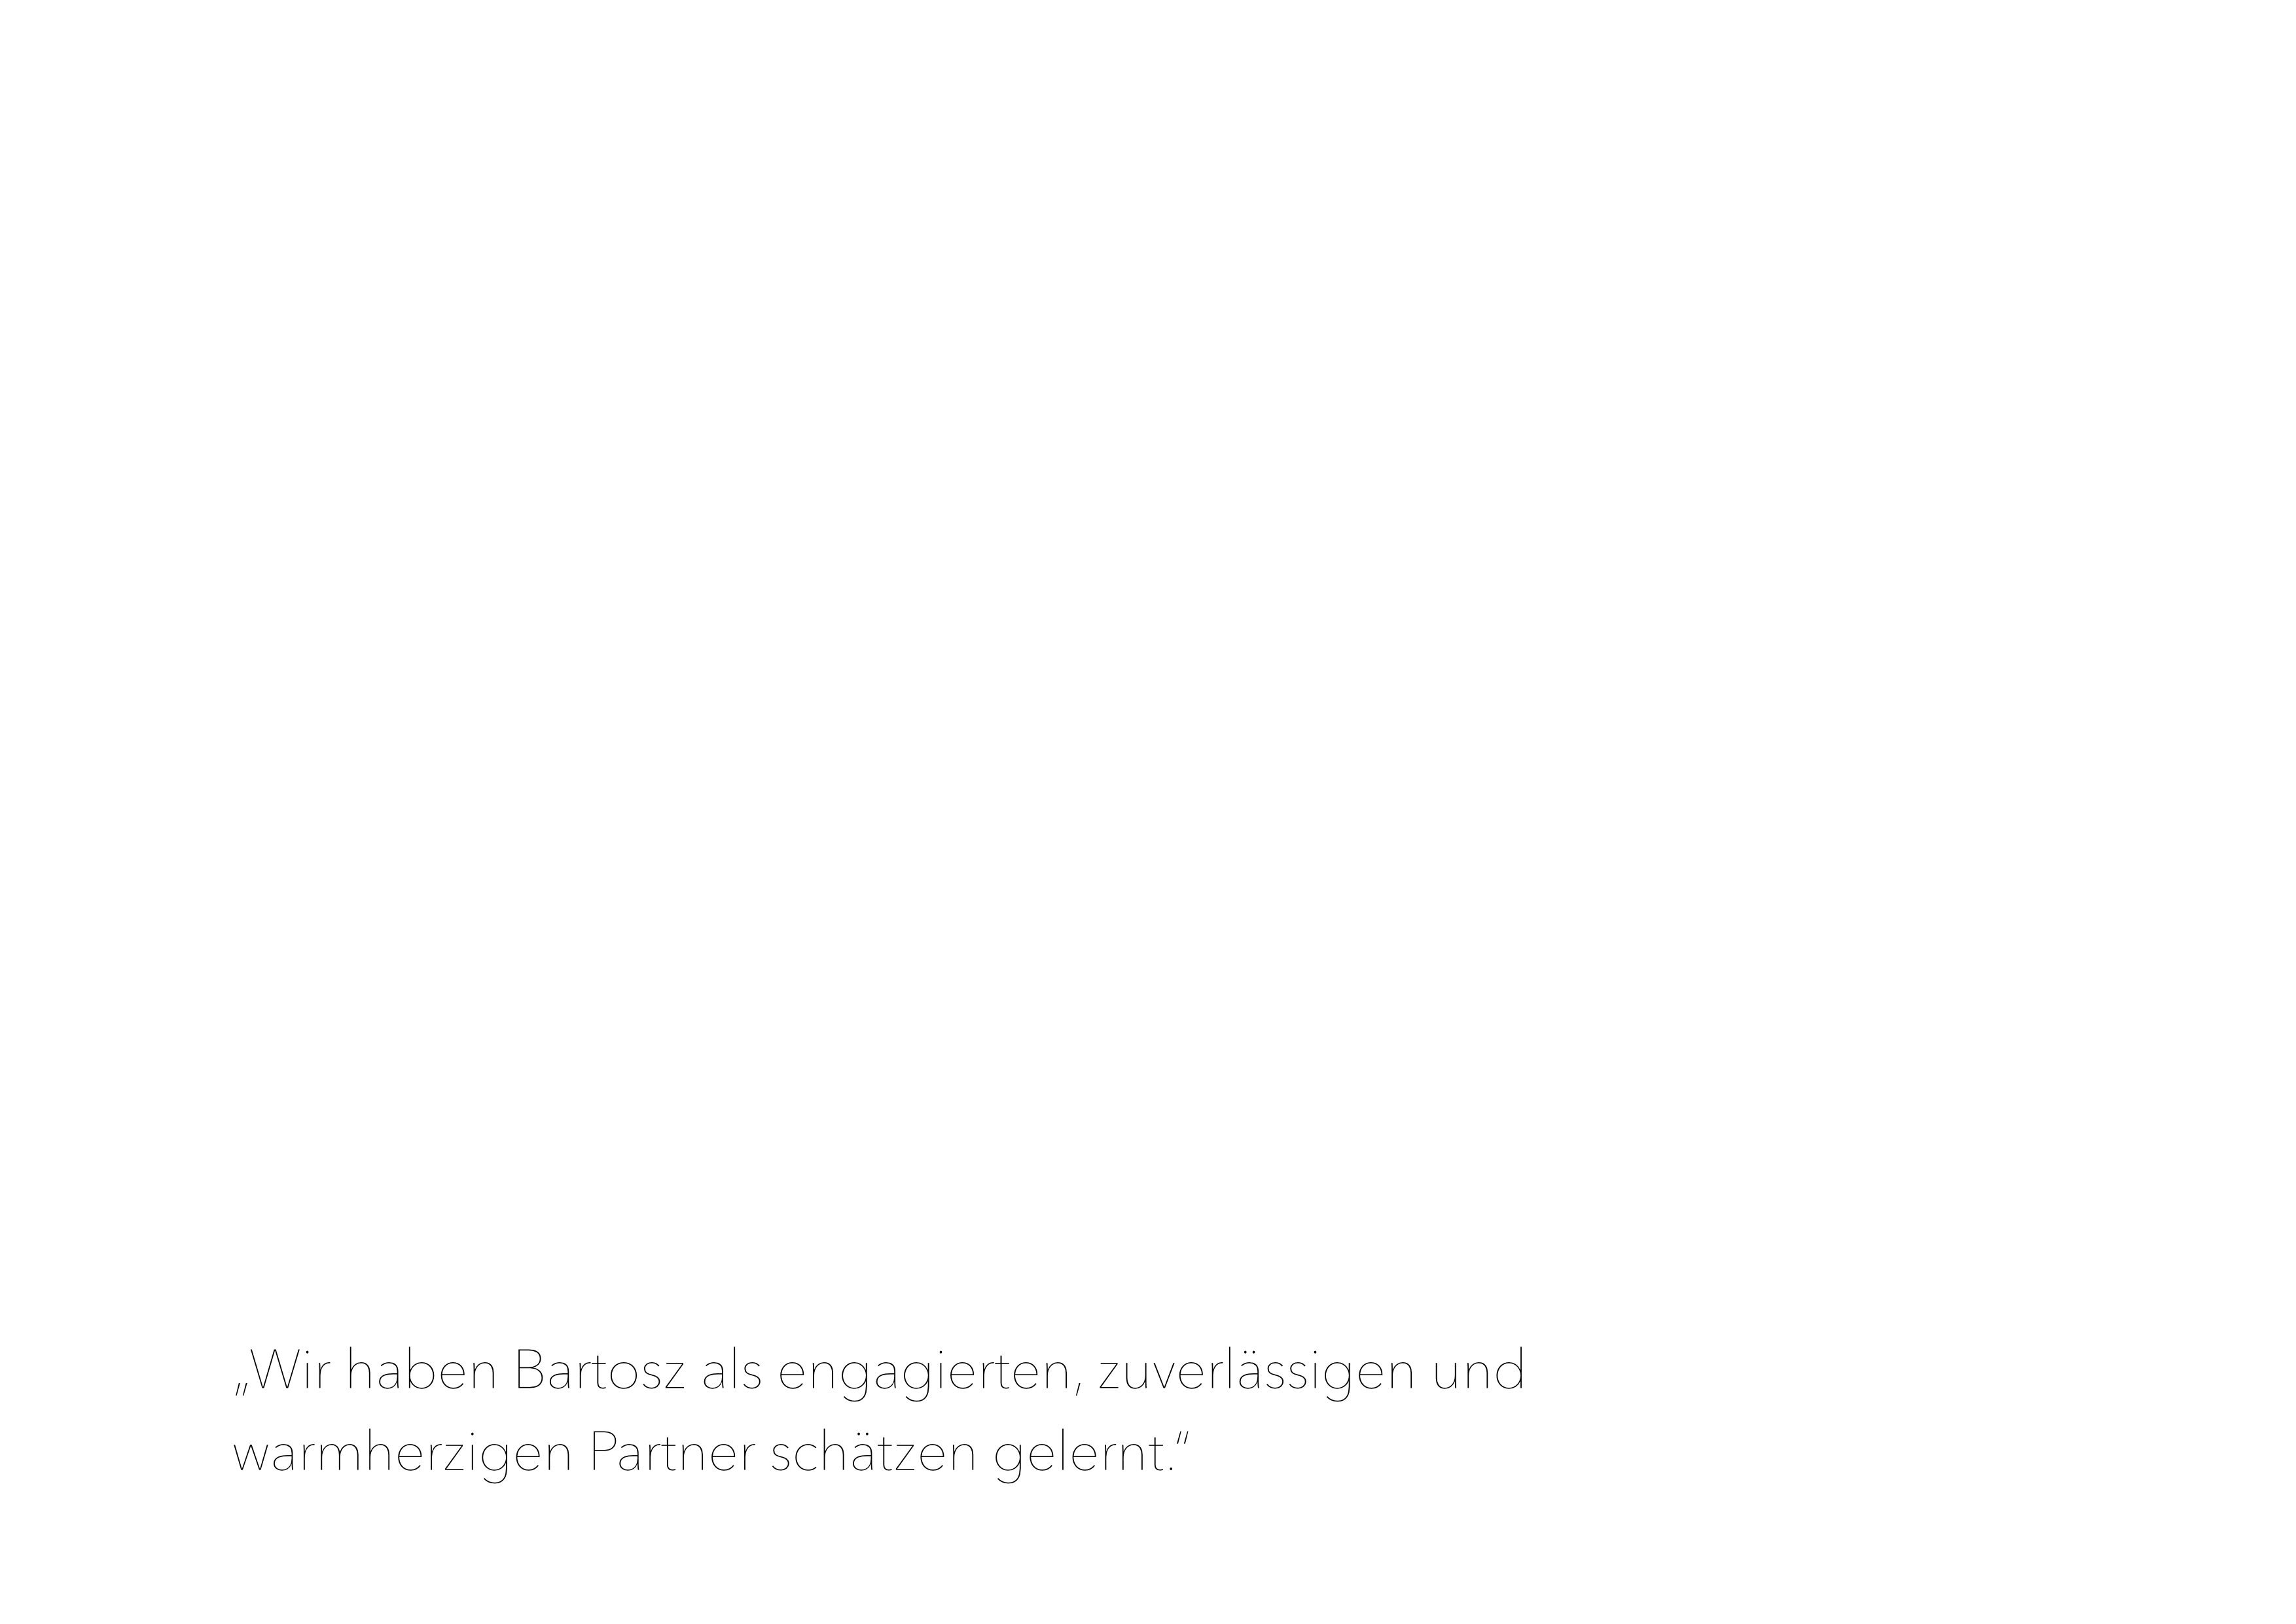 „Wir haben Bartosz als engagierten, zuverlässigen und
warmherzigen Partner schätzen gelernt.“